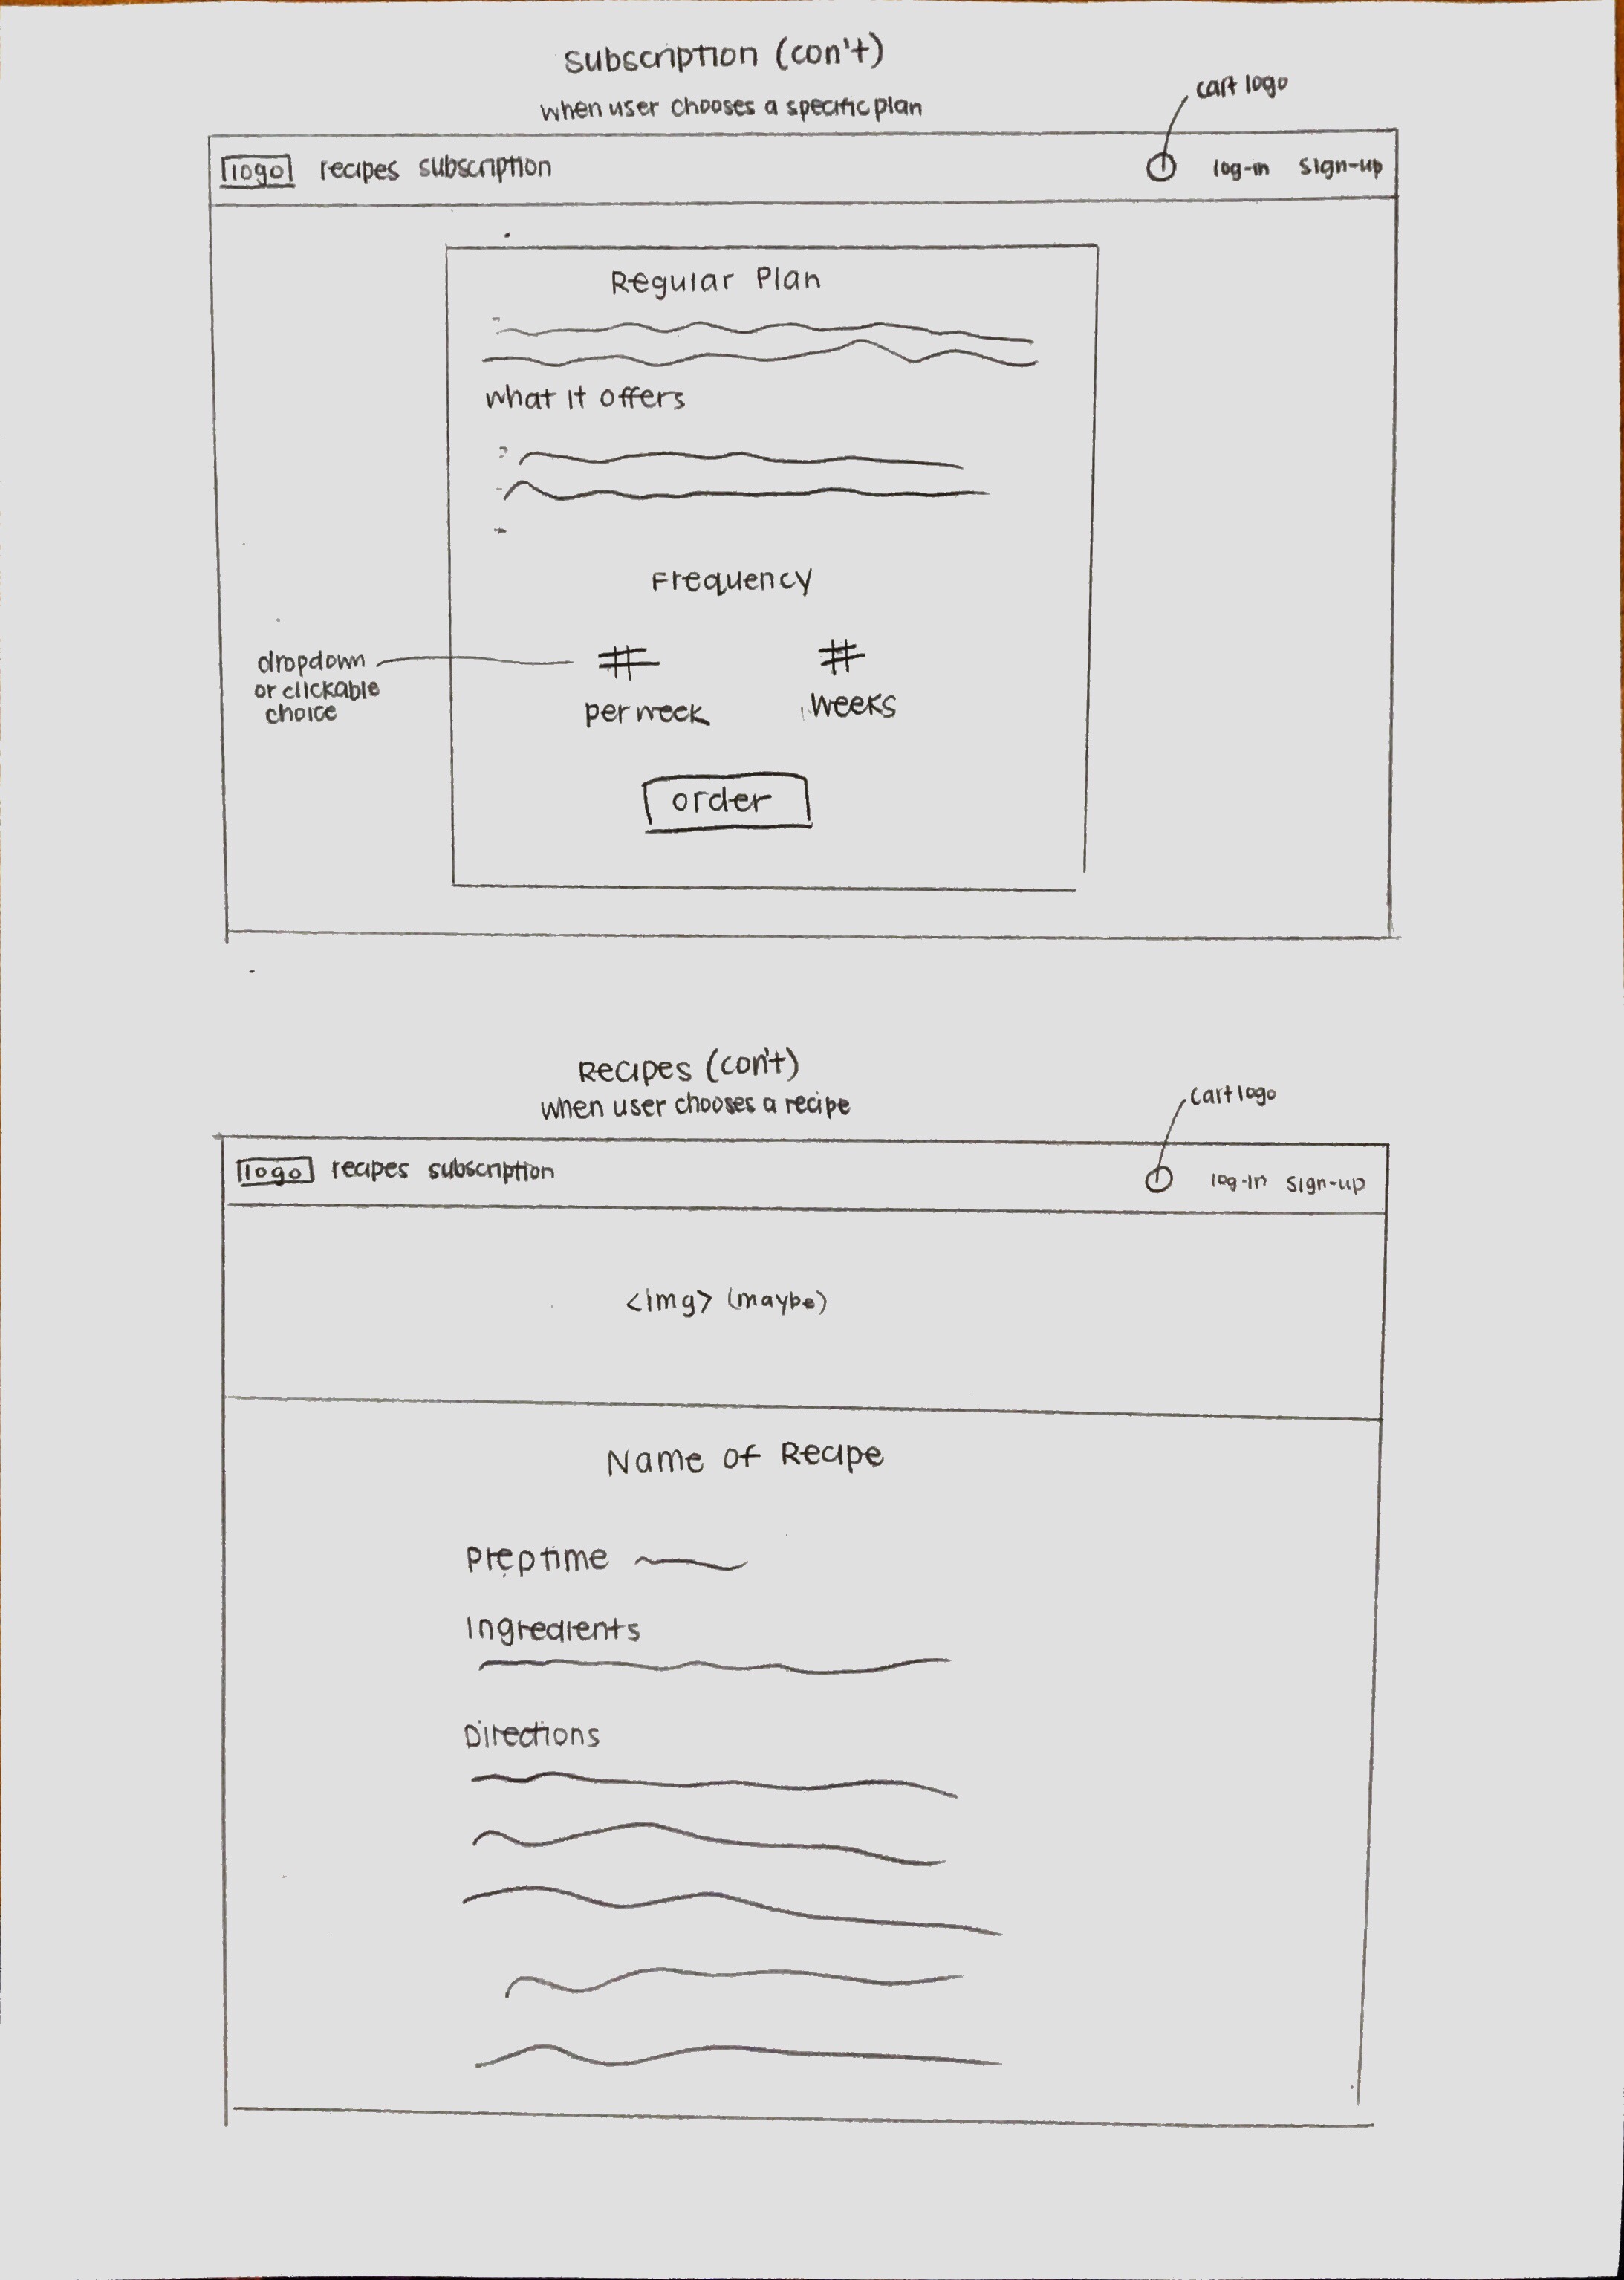 Subscription (con't)
when user chooses a specific plan
cart logo
logo recipes subscription log-in sign-up
Regular Plan
what it offers
Frequency
# #
dropdown
or clickable
choice
per week weeks
order
Recipes (con't)
when user chooses a recipe
cart logo
logo recipes subscription log-in sign-up
<img> (maybe)
Name of Recipe
Prep time
Ingredients
Directions